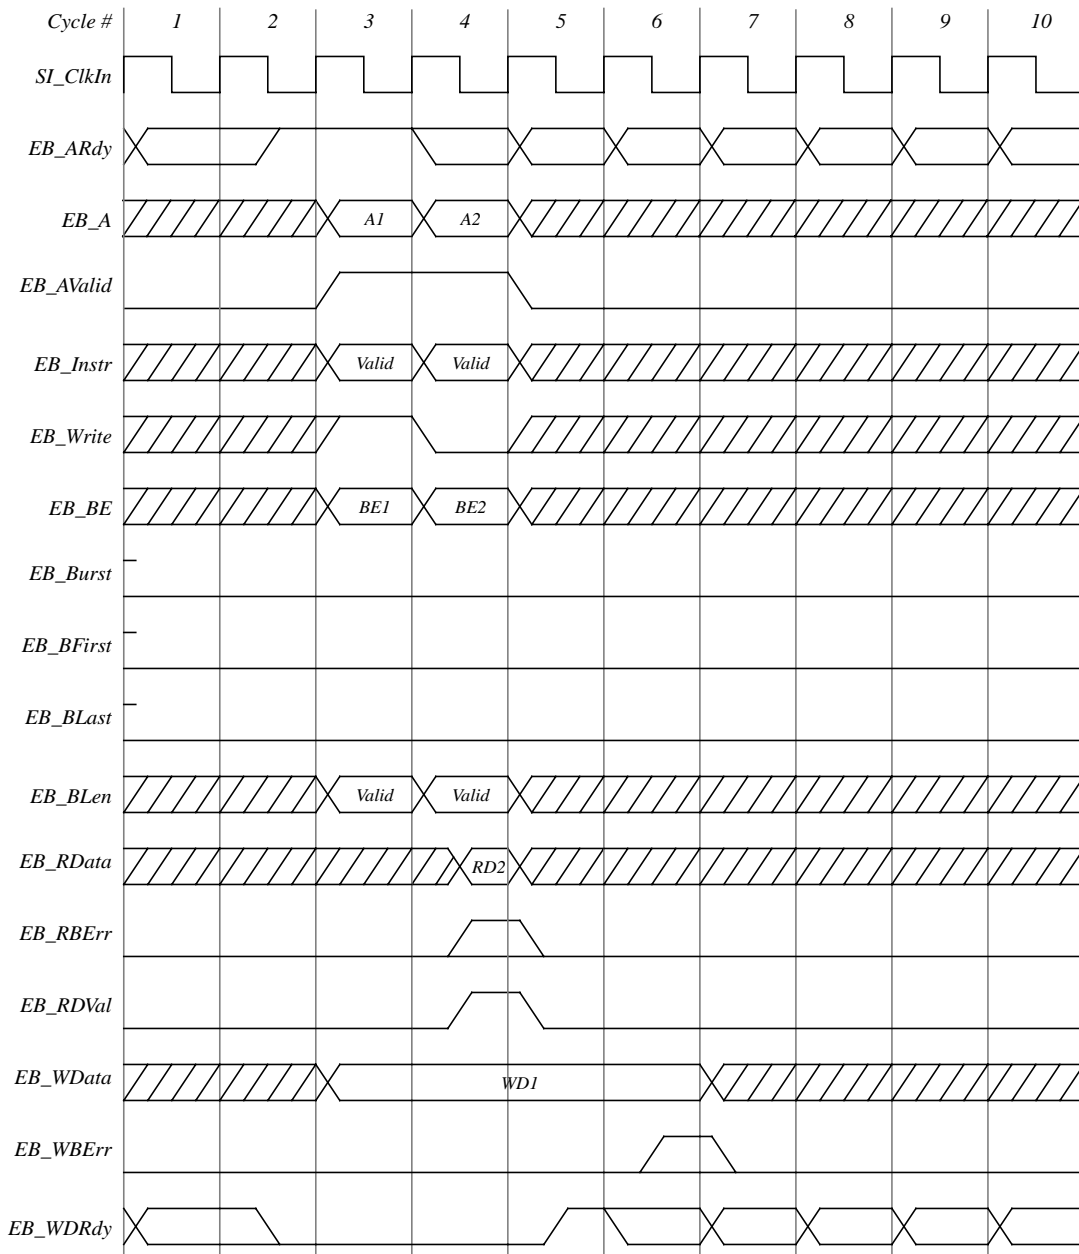 Cycle # 1 2 3 4 5 6 7 8 9 10
SI_ClkIn
EB_ARdy
EB_A A1 A2
EB_AValid
EB_Instr Valid Valid
EB_Write
EB_BE BE1 BE2
EB_Burst
EB_BFirst
EB_BLast
EB_BLen Valid Valid
EB_RData RD2
EB_RBErr
EB_RDVal
EB_WData WD1
EB_WBErr
EB_WDRdy